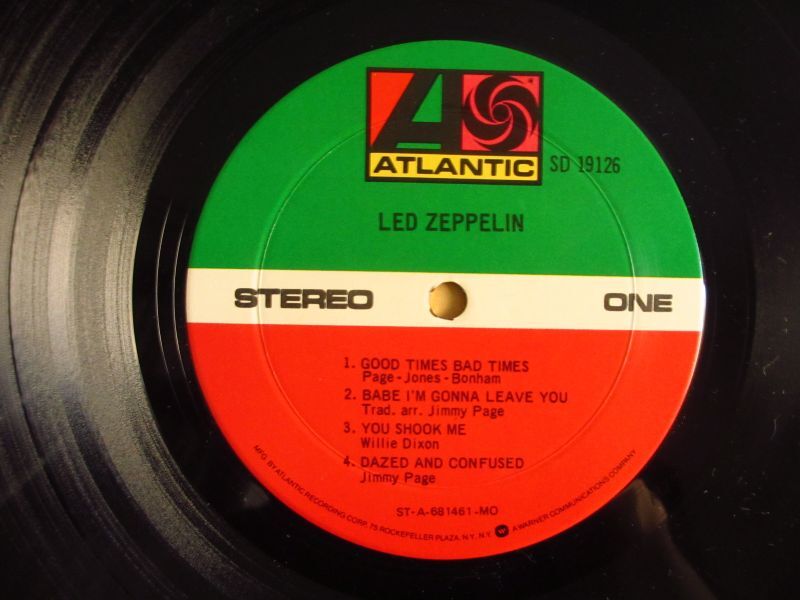 ATLANTIC
SD 19126
LED ZEPPELIN
STEREO
ONE
1. GOOD TIMES BAD TIMES
Page-Jones-Bonham
2. BABE I'M GONNA LEAVE YOU
Trad. arr. Jimmy Page
3. YOU SHOOK ME
Willie Dixon
4. DAZED AND CONFUSED
Jimmy Page
ST-A-681461-MO
MFG. BY ATLANTIC RECORDING CORP. 75 ROCKEFELLER PLAZA, N.Y. N.Y. W A WARNER COMMUNICATIONS COMPANY